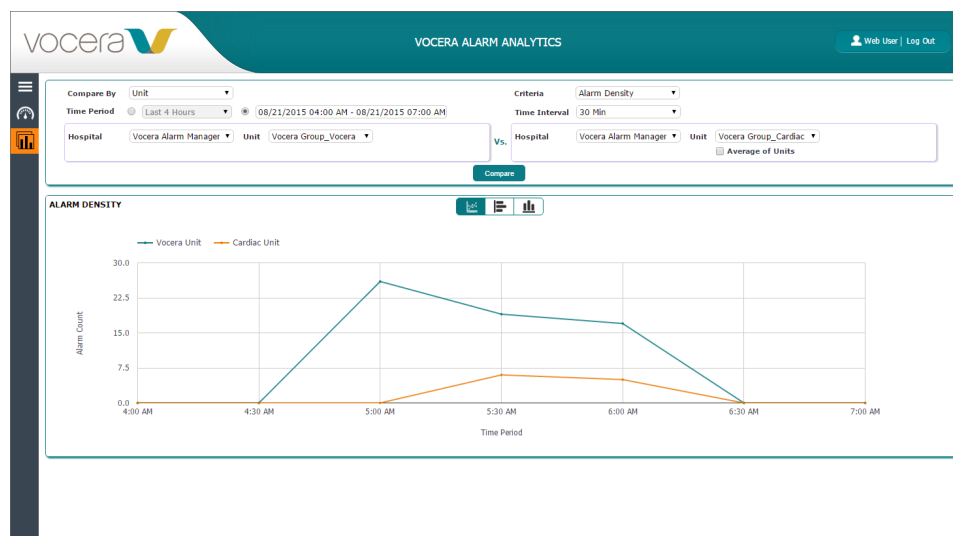 vocera
VOCERA ALARM ANALYTICS
Web User | Log Out
Compare By Unit Criteria Alarm Density
Time Period Last 4 Hours 08/21/2015 04:00 AM - 08/21/2015 07:00 AM Time Interval 30 Min
Hospital Vocera Alarm Manager Unit Vocera Group_Vocera Vs. Hospital Vocera Alarm Manager Unit Vocera Group_Cardiac
Average of Units
Compare
ALARM DENSITY
Vocera Unit Cardiac Unit
30.0
22.5
15.0
7.5
0.0
Alarm Count
4:00 AM 4:30 AM 5:00 AM 5:30 AM 6:00 AM 6:30 AM 7:00 AM
Time Period